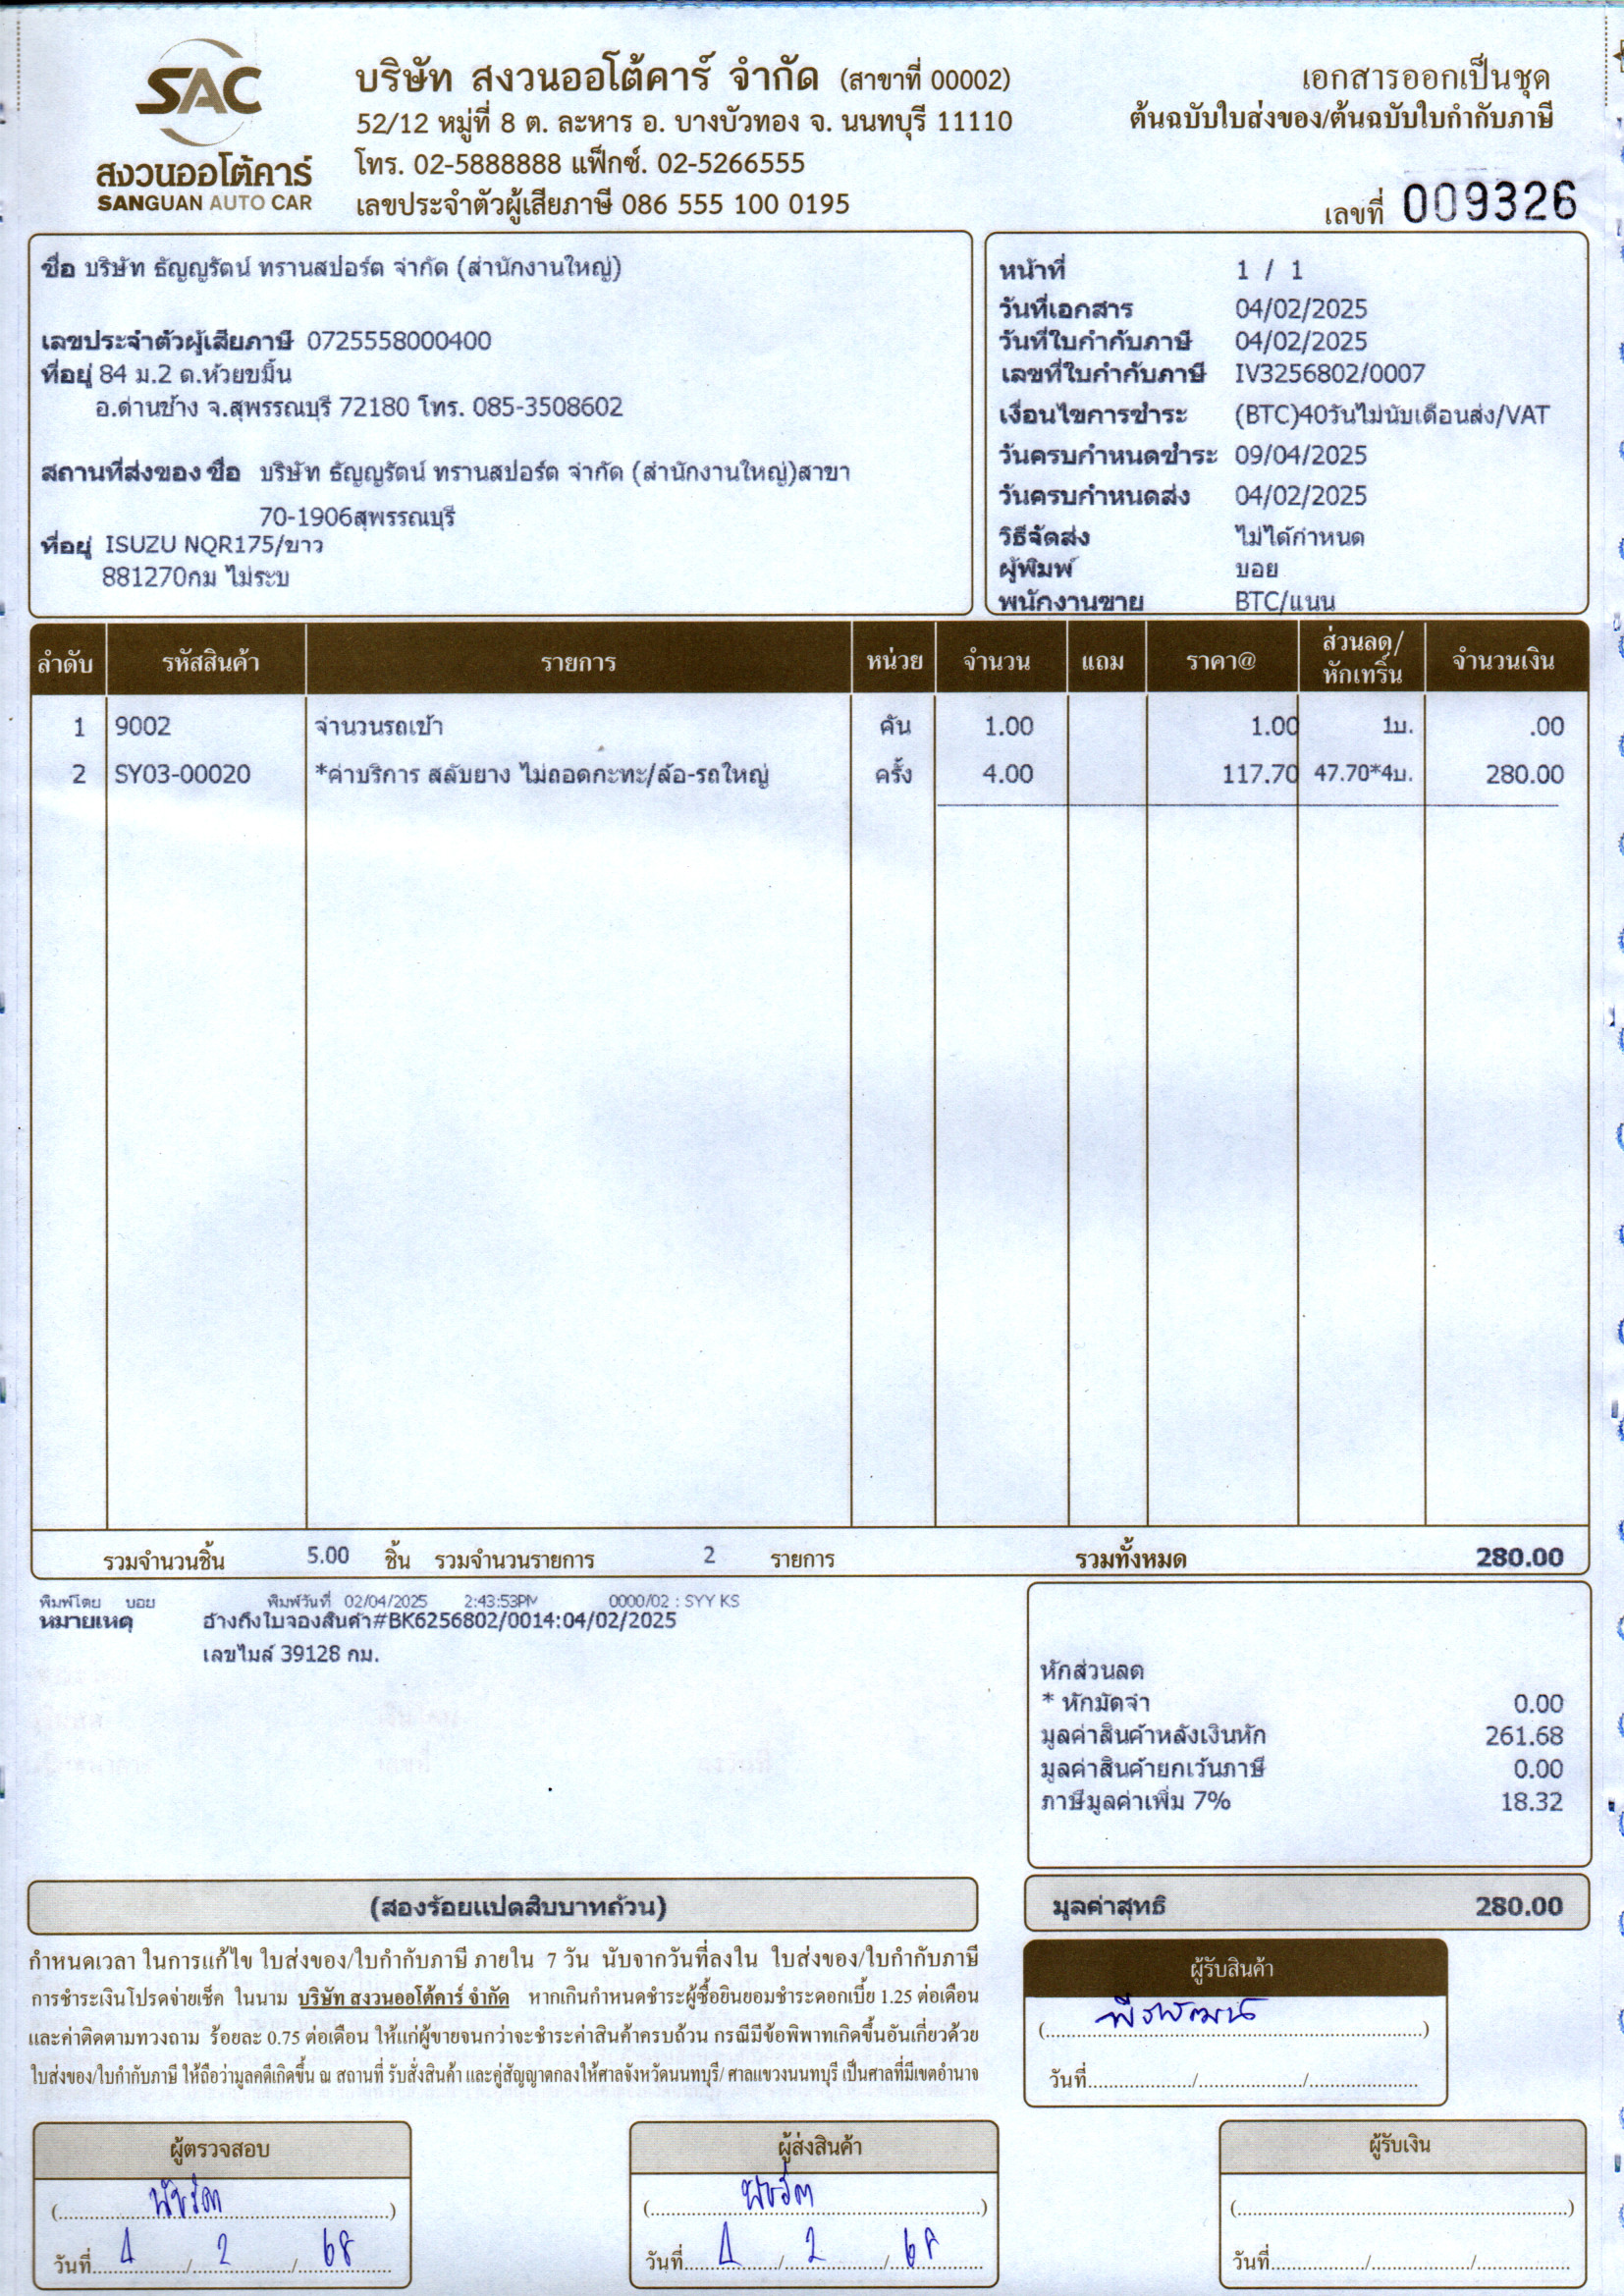 SAC
สงวนออโต้คาร์
SANGUAN AUTO CAR
บริษัท สงวนออโต้คาร์ จำกัด (สาขาที่ 00002)
52/12 หมู่ที่ 8 ต. ละหาร อ. บางบัวทอง จ. นนทบุรี 11110
โทร. 02-5888888 แฟ็กซ์. 02-5266555
เลขประจำตัวผู้เสียภาษี 086 555 100 0195
เอกสารออกเป็นชุด
ต้นฉบับใบส่งของ/ต้นฉบับใบกำกับภาษี
เลขที่ 009326
ชื่อ บริษัท ธัญญรัตน์ ทรานสปอร์ต จำกัด (สำนักงานใหญ่)
เลขประจำตัวผู้เสียภาษี 0725558000400
ที่อยู่ 84 ม.2 ต.ห้วยขมิ้น
อ.ด่านช้าง จ.สุพรรณบุรี 72180 โทร. 085-3508602
สถานที่ส่งของ ชื่อ บริษัท ธัญญรัตน์ ทรานสปอร์ต จำกัด (สำนักงานใหญ่)สาขา
70-1906สุพรรณบุรี
ที่อยู่ ISUZU NQR175/ขาว
881270กม ไม่ระบ
หน้าที่ 1 / 1
วันที่เอกสาร 04/02/2025
วันที่ใบกำกับภาษี 04/02/2025
เลขที่ใบกำกับภาษี IV3256802/0007
เงื่อนไขการชำระ (BTC)40วันไม่นับเดือนส่ง/VAT
วันครบกำหนดชำระ 09/04/2025
วันครบกำหนดส่ง 04/02/2025
วิธีจัดส่ง ไม่ได้กำหนด
ผู้พิมพ์ บอย
พนักงานขาย BTC/แนน
ลำดับ รหัสสินค้า รายการ หน่วย จำนวน แถม ราคา@ ส่วนลด/หักเทริ์น จำนวนเงิน
1 9002 จำนวนรถเข้า คัน 1.00 1.00 1บ. .00
2 SY03-00020 *ค่าบริการ สลับยาง ไม่ถอดกะทะ/ล้อ-รถใหญ่ ครั้ง 4.00 117.70 47.70*4บ. 280.00
รวมจำนวนชิ้น 5.00 ชิ้น รวมจำนวนรายการ 2 รายการ รวมทั้งหมด 280.00
พิมพ์โดย บอย พิมพ์วันที่ 02/04/2025 2:43:53PM 0000/02 : SYY KS
หมายเหตุ อ้างถึงใบจองสินค้า#BK6256802/0014:04/02/2025
เลขไมล์ 39128 กม.
หักส่วนลด
* หักมัดจำ 0.00
มูลค่าสินค้าหลังเงินหัก 261.68
มูลค่าสินค้ายกเว้นภาษี 0.00
ภาษีมูลค่าเพิ่ม 7% 18.32
(สองร้อยแปดสิบบาทถ้วน)
มูลค่าสุทธิ 280.00
กำหนดเวลา ในการแก้ไข ใบส่งของ/ใบกำกับภาษี ภายใน 7 วัน นับจากวันที่ลงใน ใบส่งของ/ใบกำกับภาษี
การชำระเงินโปรดจ่ายเช็ค ในนาม บริษัท สงวนออโต้คาร์ จำกัด หากเกินกำหนดชำระผู้ซื้อยินยอมชำระดอกเบี้ย 1.25 ต่อเดือน
และค่าติดตามทวงถาม ร้อยละ 0.75 ต่อเดือน ให้แก่ผู้ขายจนกว่าจะชำระค่าสินค้าครบถ้วน กรณีมีข้อพิพาทเกิดขึ้นอันเกี่ยวด้วย
ใบส่งของ/ใบกำกับภาษี ให้ถือว่ามูลคดีเกิดขึ้น ณ สถานที่ รับสั่งสินค้า และคู่สัญญาตกลงให้ศาลจังหวัดนนทบุรี/ ศาลแขวงนนทบุรี เป็นศาลที่มีเขตอำนาจ
ผู้รับสินค้า
(พีรพัฒน์)
วันที่....../....../......
ผู้ตรวจสอบ
วันที่ 4 / 2 / 68
ผู้ส่งสินค้า
วันที่ 4 / 2 / 68
ผู้รับเงิน
(......)
วันที่....../....../......